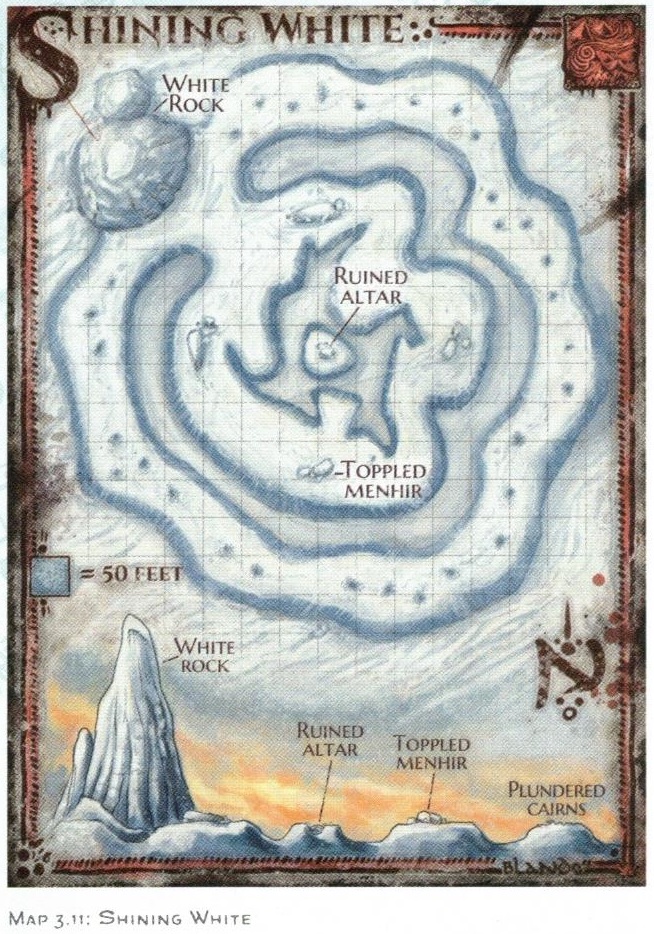 SHINING WHITE
WHITE
ROCK
RUINED
ALTAR
TOPPLED
MENHIR
= 50 FEET
N
WHITE
ROCK
RUINED
ALTAR
TOPPLED
MENHIR
PLUNDERED
CAIRNS
MAP 3.11: SHINING WHITE